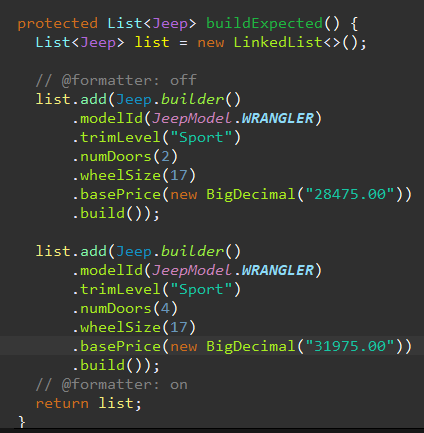 protected List<Jeep> buildExpected() {
  List<Jeep> list = new LinkedList<>();

  // @formatter: off
  list.add(Jeep.builder()
      .modelId(JeepModel.WRANGLER)
      .trimLevel("Sport")
      .numDoors(2)
      .wheelSize(17)
      .basePrice(new BigDecimal("28475.00"))
      .build());

  list.add(Jeep.builder()
      .modelId(JeepModel.WRANGLER)
      .trimLevel("Sport")
      .numDoors(4)
      .wheelSize(17)
      .basePrice(new BigDecimal("31975.00"))
      .build());
  // @formatter: on
  return list;
}